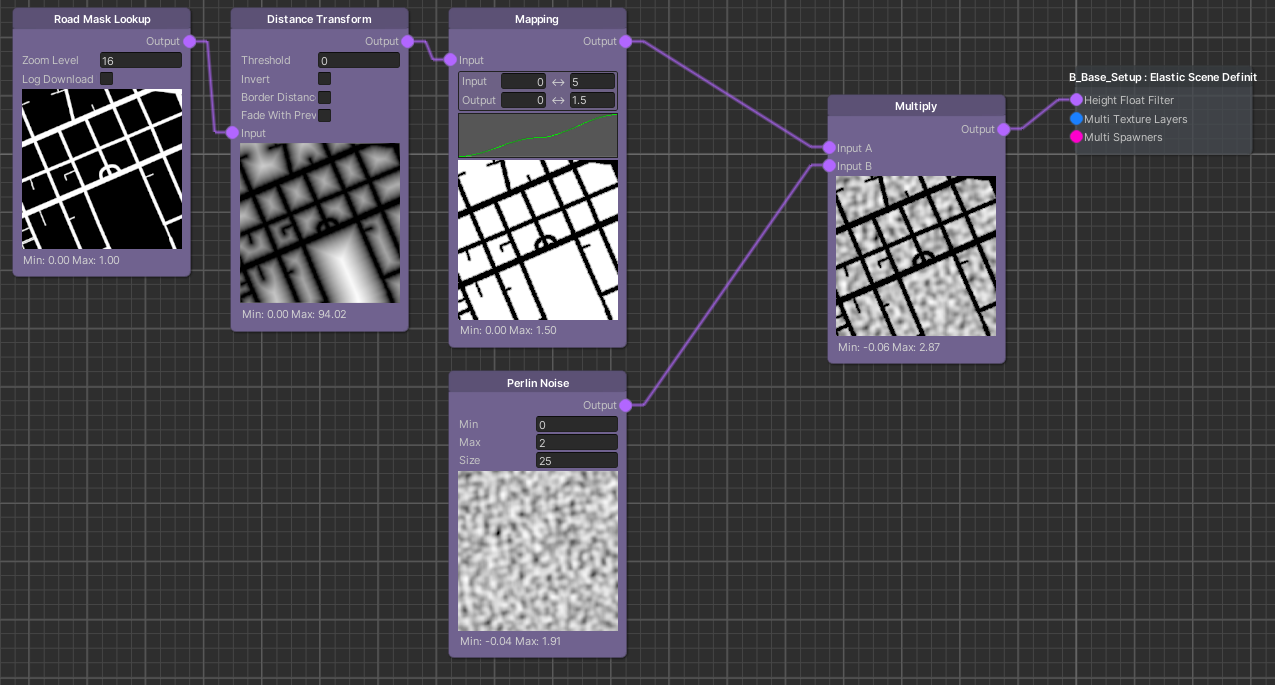 Road Mask Lookup
Output
Zoom Level 16
Log Download
Min: 0.00 Max: 1.00
Distance Transform
Output
Threshold 0
Invert
Border Distanc
Fade With Prev
Input
Min: 0.00 Max: 94.02
Mapping
Output
Input
Input 0 ↔ 5
Output 0 ↔ 1.5
Min: 0.00 Max: 1.50
Perlin Noise
Output
Min 0
Max 2
Size 25
Min: -0.04 Max: 1.91
Multiply
Output
Input A
Input B
Min: -0.06 Max: 2.87
B_Base_Setup : Elastic Scene Definit
Height Float Filter
Multi Texture Layers
Multi Spawners